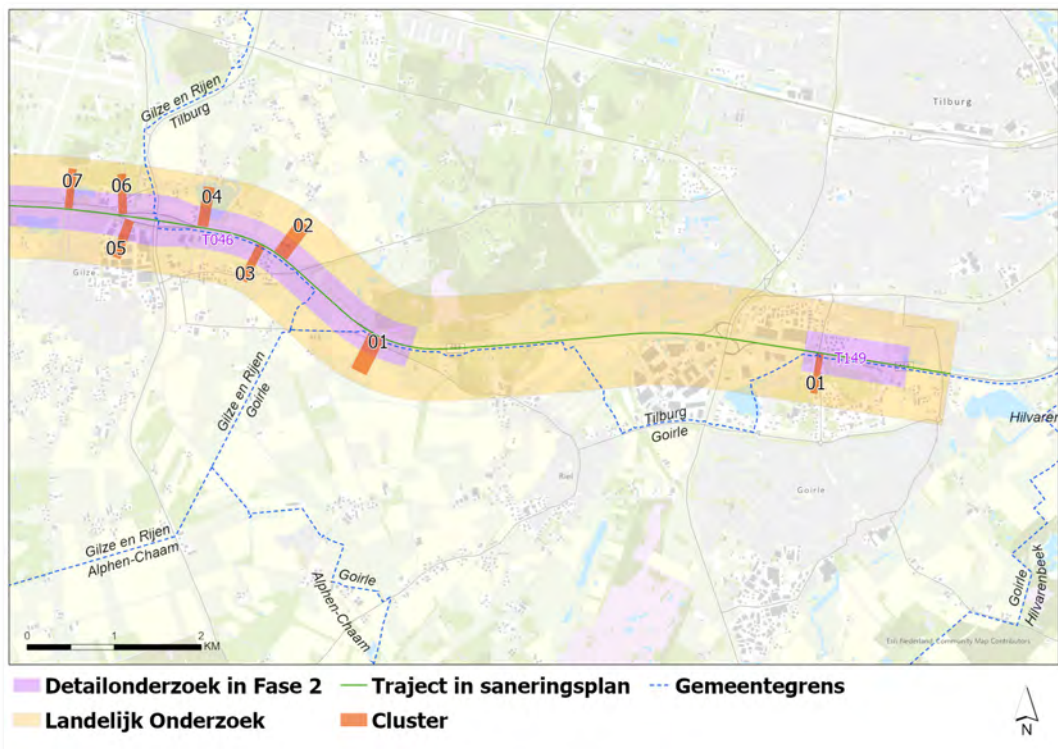 Gilze en Rijen
Tilburg
Tilburg
07
06
04
02
05
T046
03
Gilze
01
T149
01
Gilze en Rijen
Goirle
Tilburg
Goirle
Hilvaren
Riel
Goirle
Gilze en Rijen
Alphen-Chaam
Goirle
Alphen-Chaam
Goirle
Hilvarenbeek
0 1 2
KM
Esri Nederland, Community Map Contributors
Detailonderzoek in Fase 2 Traject in saneringsplan Gemeentegrens
Landelijk Onderzoek Cluster
N